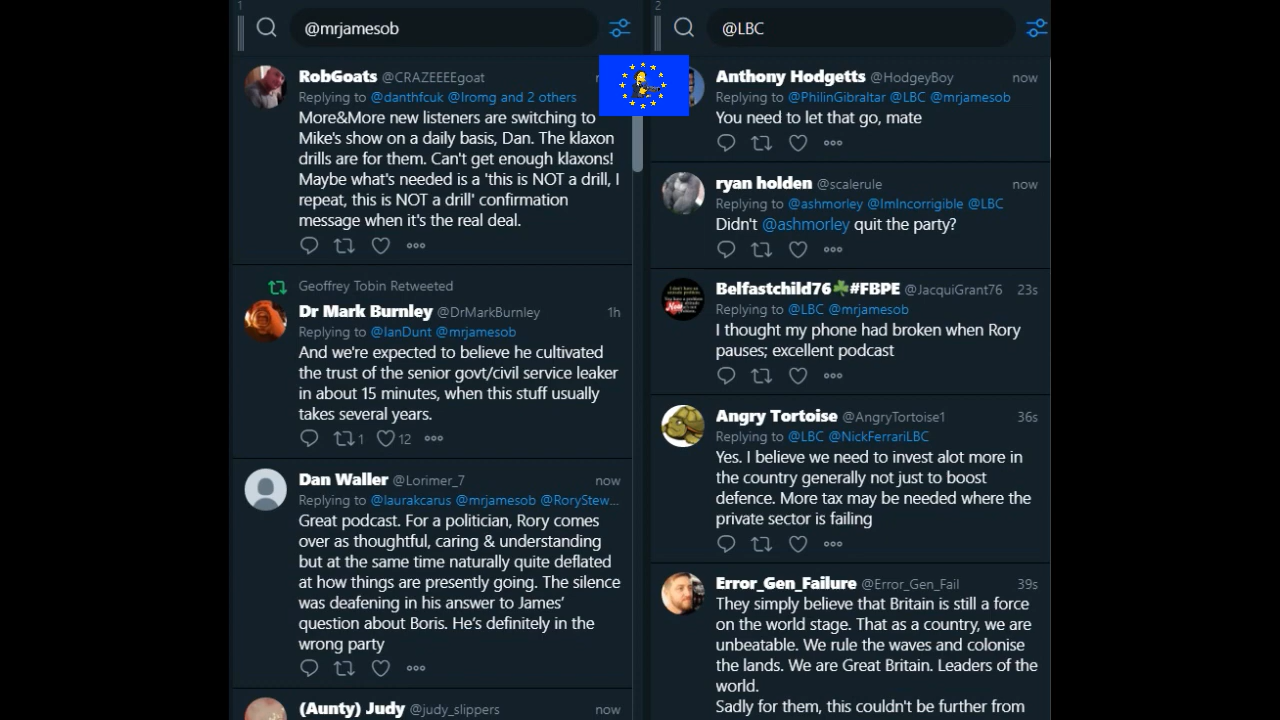 1
@mrjamesob
RobGoats @CRAZEEEEgoat
Replying to @danthfcuk @Iromg and 2 others
More&More new listeners are switching to
Mike's show on a daily basis, Dan. The klaxon
drills are for them. Can't get enough klaxons!
Maybe what's needed is a 'this is NOT a drill, I
repeat, this is NOT a drill' confirmation
message when it's the real deal.
Geoffrey Tobin Retweeted
Dr Mark Burnley @DrMarkBurnley 1h
Replying to @IanDunt @mrjamesob
And we're expected to believe he cultivated
the trust of the senior govt/civil service leaker
in about 15 minutes, when this stuff usually
takes several years.
1 12
Dan Waller @Lorimer_7 now
Replying to @laurakcarus @mrjamesob @RoryStew...
Great podcast. For a politician, Rory comes
over as thoughtful, caring & understanding
but at the same time naturally quite deflated
at how things are presently going. The silence
was deafening in his answer to James’
question about Boris. He’s definitely in the
wrong party
(Aunty) Judy @judy_slippers now
2
@LBC
Anthony Hodgetts @HodgeyBoy now
Replying to @PhilinGibraltar @LBC @mrjamesob
You need to let that go, mate
ryan holden @scalerule now
Replying to @ashmorley @ImIncorrigible @LBC
Didn't @ashmorley quit the party?
Belfastchild76☘#FBPE @JacquiGrant76 23s
Replying to @LBC @mrjamesob
I thought my phone had broken when Rory
pauses; excellent podcast
Angry Tortoise @AngryTortoise1 36s
Replying to @LBC @NickFerrariLBC
Yes. I believe we need to invest alot more in
the country generally not just to boost
defence. More tax may be needed where the
private sector is failing
Error_Gen_Failure @Error_Gen_Fail 39s
They simply believe that Britain is still a force
on the world stage. That as a country, we are
unbeatable. We rule the waves and colonise
the lands. We are Great Britain. Leaders of the
world.
Sadly for them, this couldn't be further from